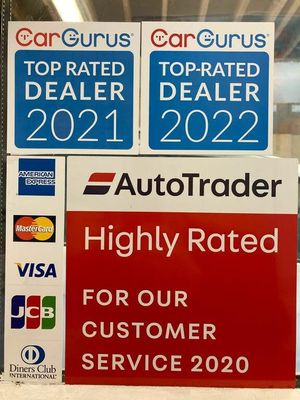 CarGurus
TOP RATED
DEALER
2021
CarGurus
TOP-RATED
DEALER
2022
AMERICAN
EXPRESS
MasterCard
VISA
JCB
Diners Club
INTERNATIONAL
AutoTrader
Highly Rated
FOR OUR
CUSTOMER
SERVICE 2020